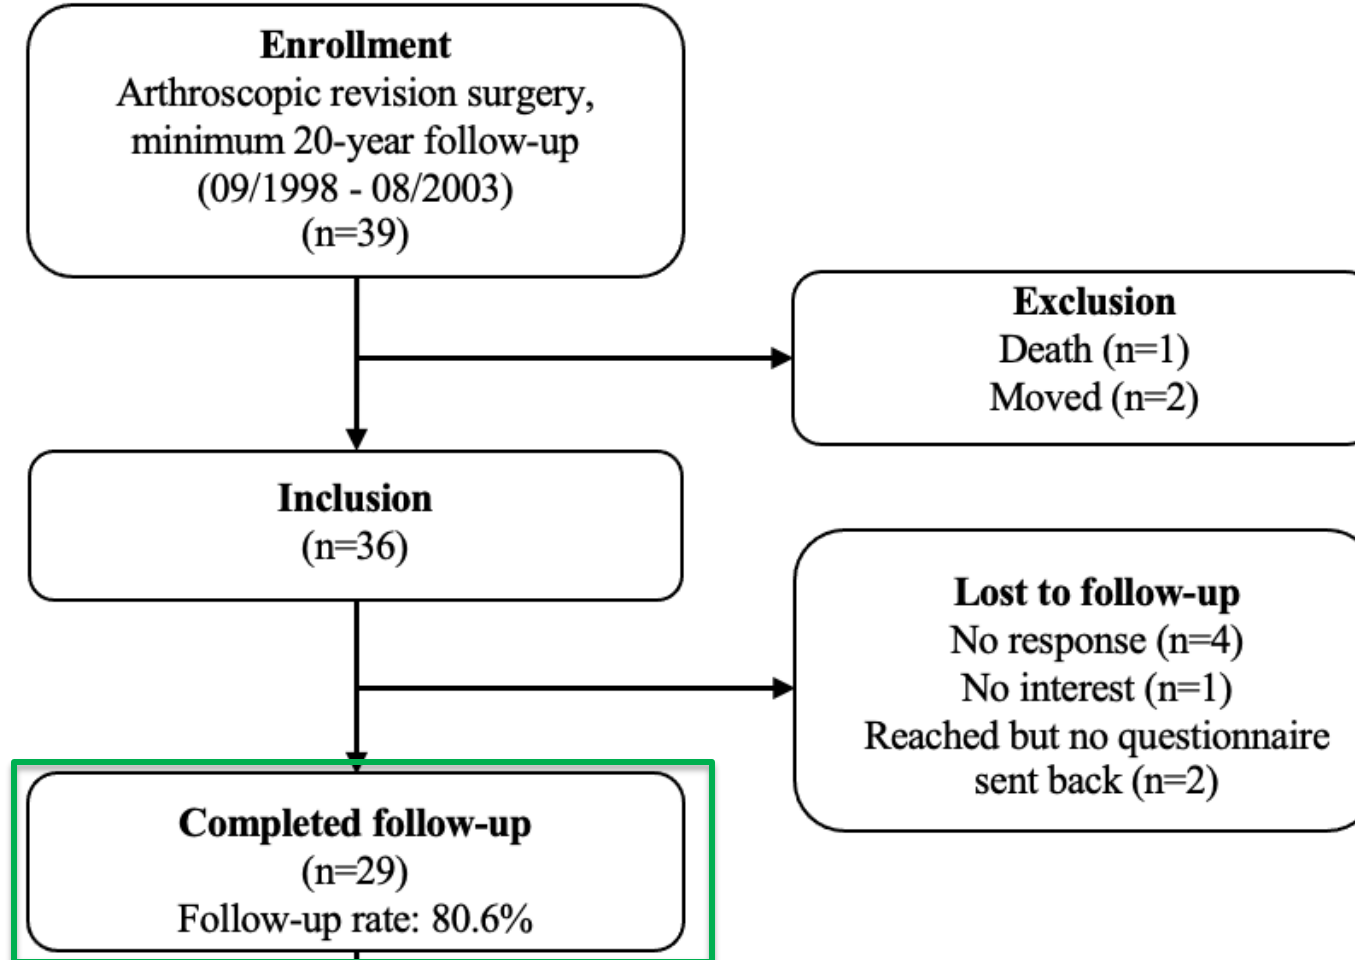 Enrollment
Arthroscopic revision surgery,
minimum 20-year follow-up
(09/1998 - 08/2003)
(n=39)
Exclusion
Death (n=1)
Moved (n=2)
Inclusion
(n=36)
Lost to follow-up
No response (n=4)
No interest (n=1)
Reached but no questionnaire
sent back (n=2)
Completed follow-up
(n=29)
Follow-up rate: 80.6%